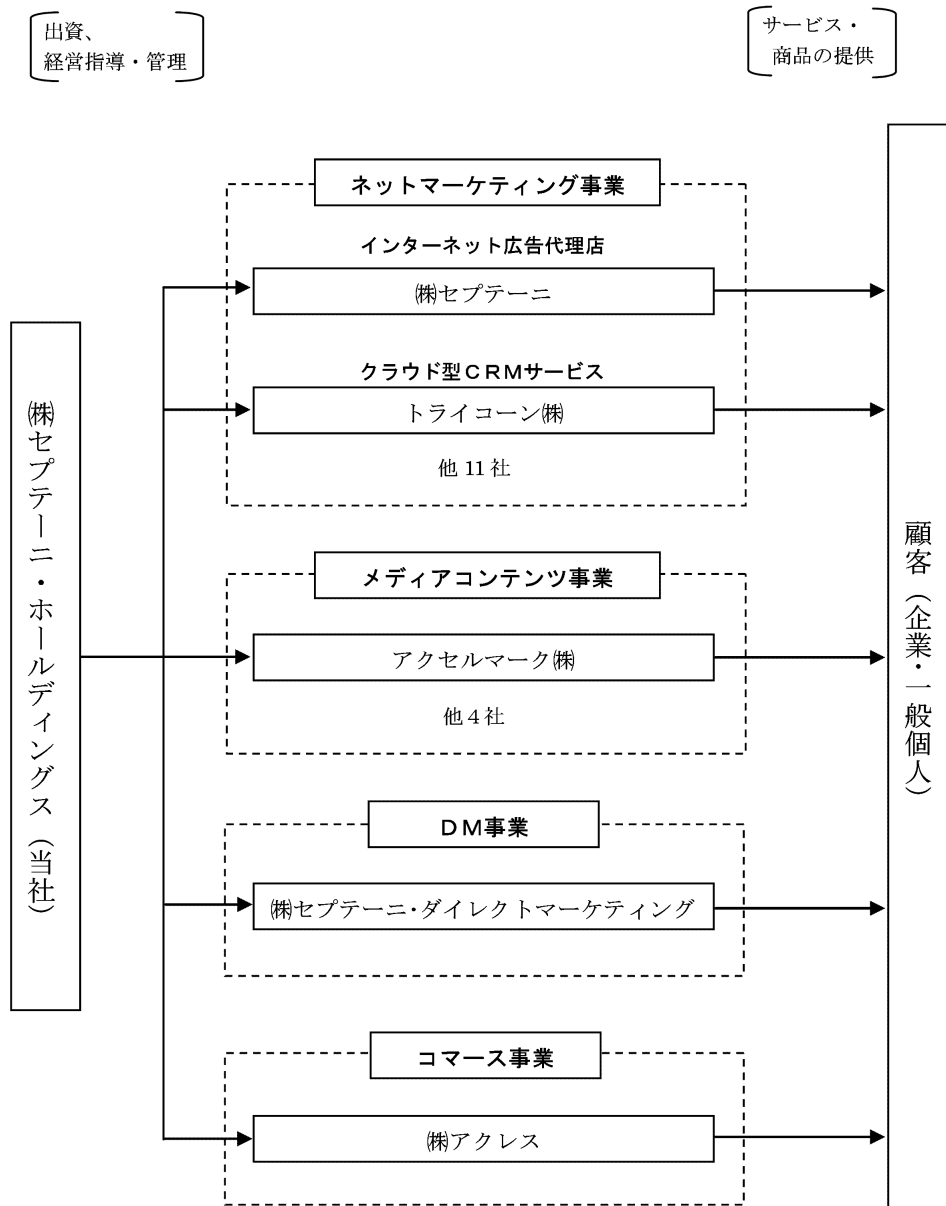 出資、
経営指導・管理
サービス・
商品の提供
ネットマーケティング事業
インターネット広告代理店
㈱セプテーニ
クラウド型CRMサービス
トライコーン㈱
他 11 社
㈱セプテーニ・ホールディングス（当社）
メディアコンテンツ事業
アクセルマーク㈱
他 4 社
顧客（企業・一般個人）
DM事業
㈱セプテーニ・ダイレクトマーケティング
コマース事業
㈱アクレス